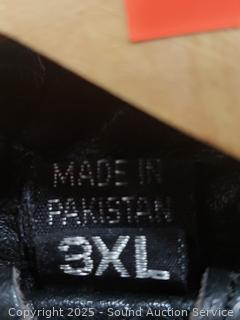 MADE IN
PAKISTAN
3XL
Copyright 2025 - Sound Auction Service